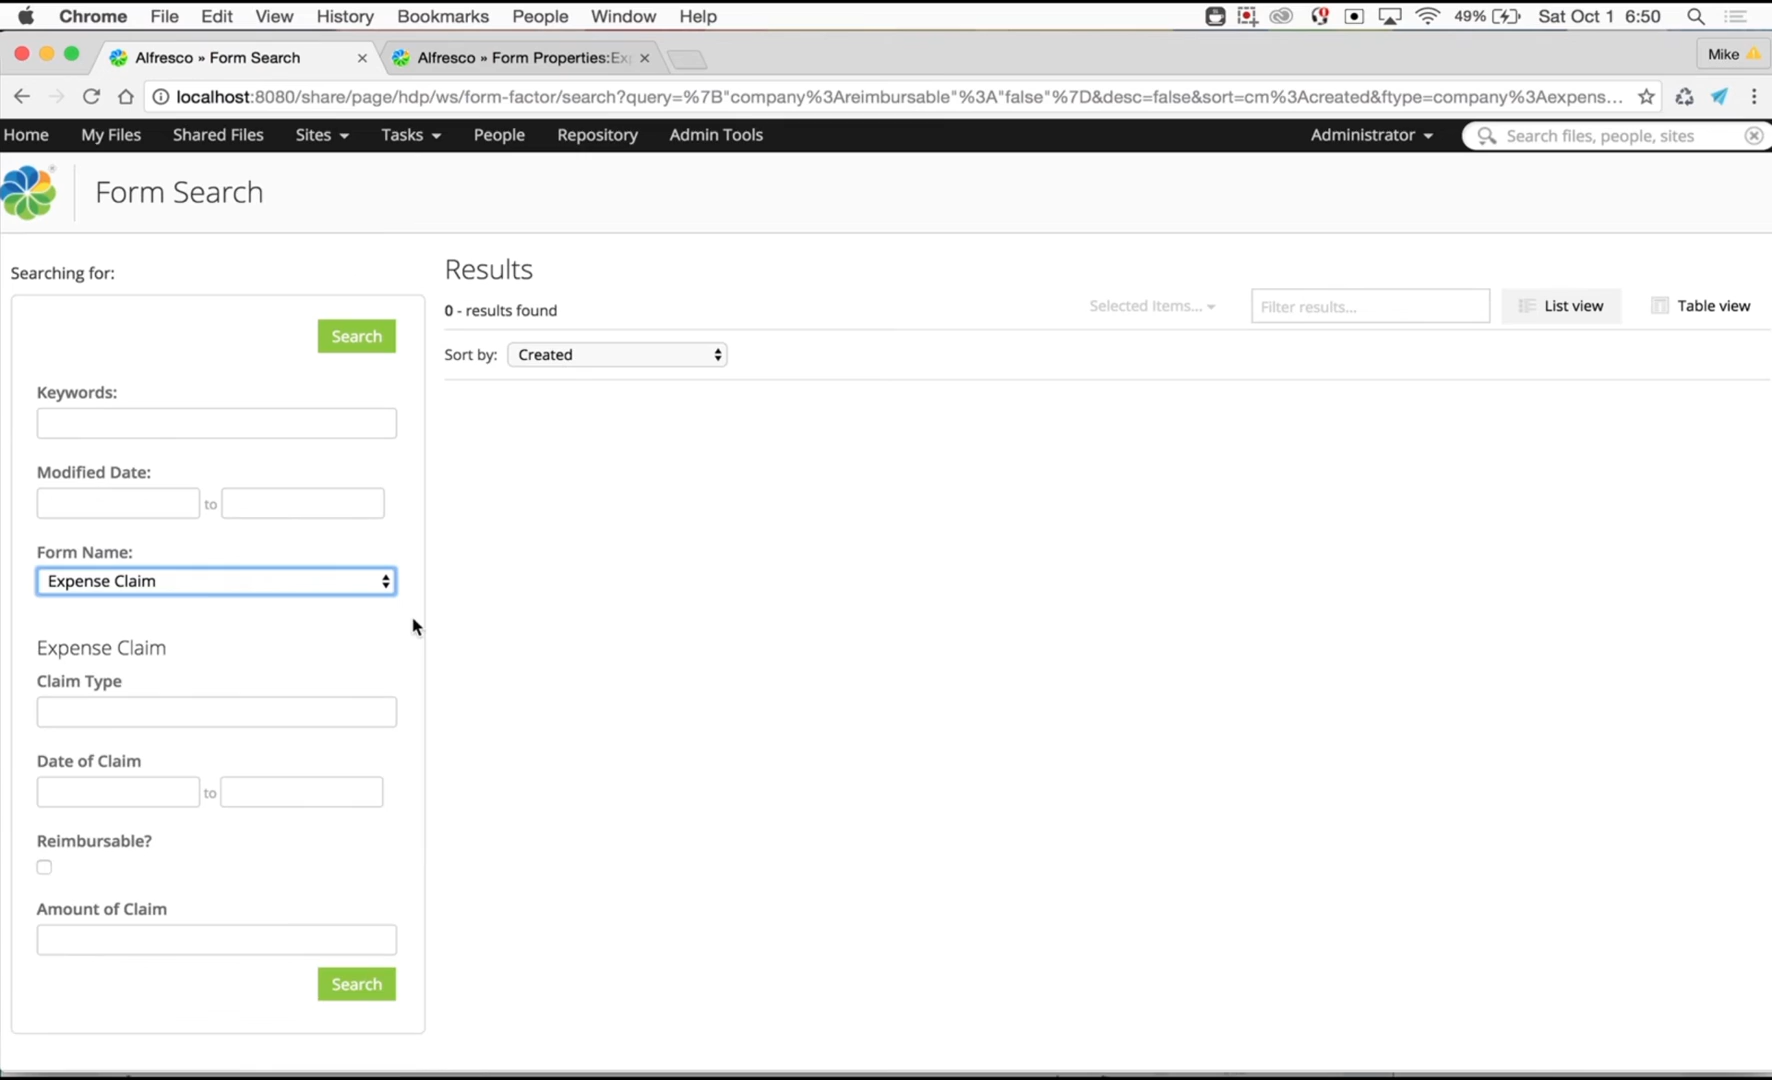 Chrome File Edit View History Bookmarks People Window Help 49% Sat Oct 1 6:50
Alfresco » Form Search Alfresco » Form Properties:Ex Mike
localhost:8080/share/page/hdp/ws/form-factor/search?query=%7B"company%3Areimbursable"%3A"false"%7D&desc=false&sort=cm%3Acreated&ftype=company%3Aexpens...
Home My Files Shared Files Sites Tasks People Repository Admin Tools Administrator Search files, people, sites
Form Search
Searching for:
Search
Keywords:
Modified Date:
to
Form Name:
Expense Claim
Expense Claim
Claim Type
Date of Claim
to
Reimbursable?
Amount of Claim
Search
Results
0 - results found
Selected Items... Filter results... List view Table view
Sort by: Created